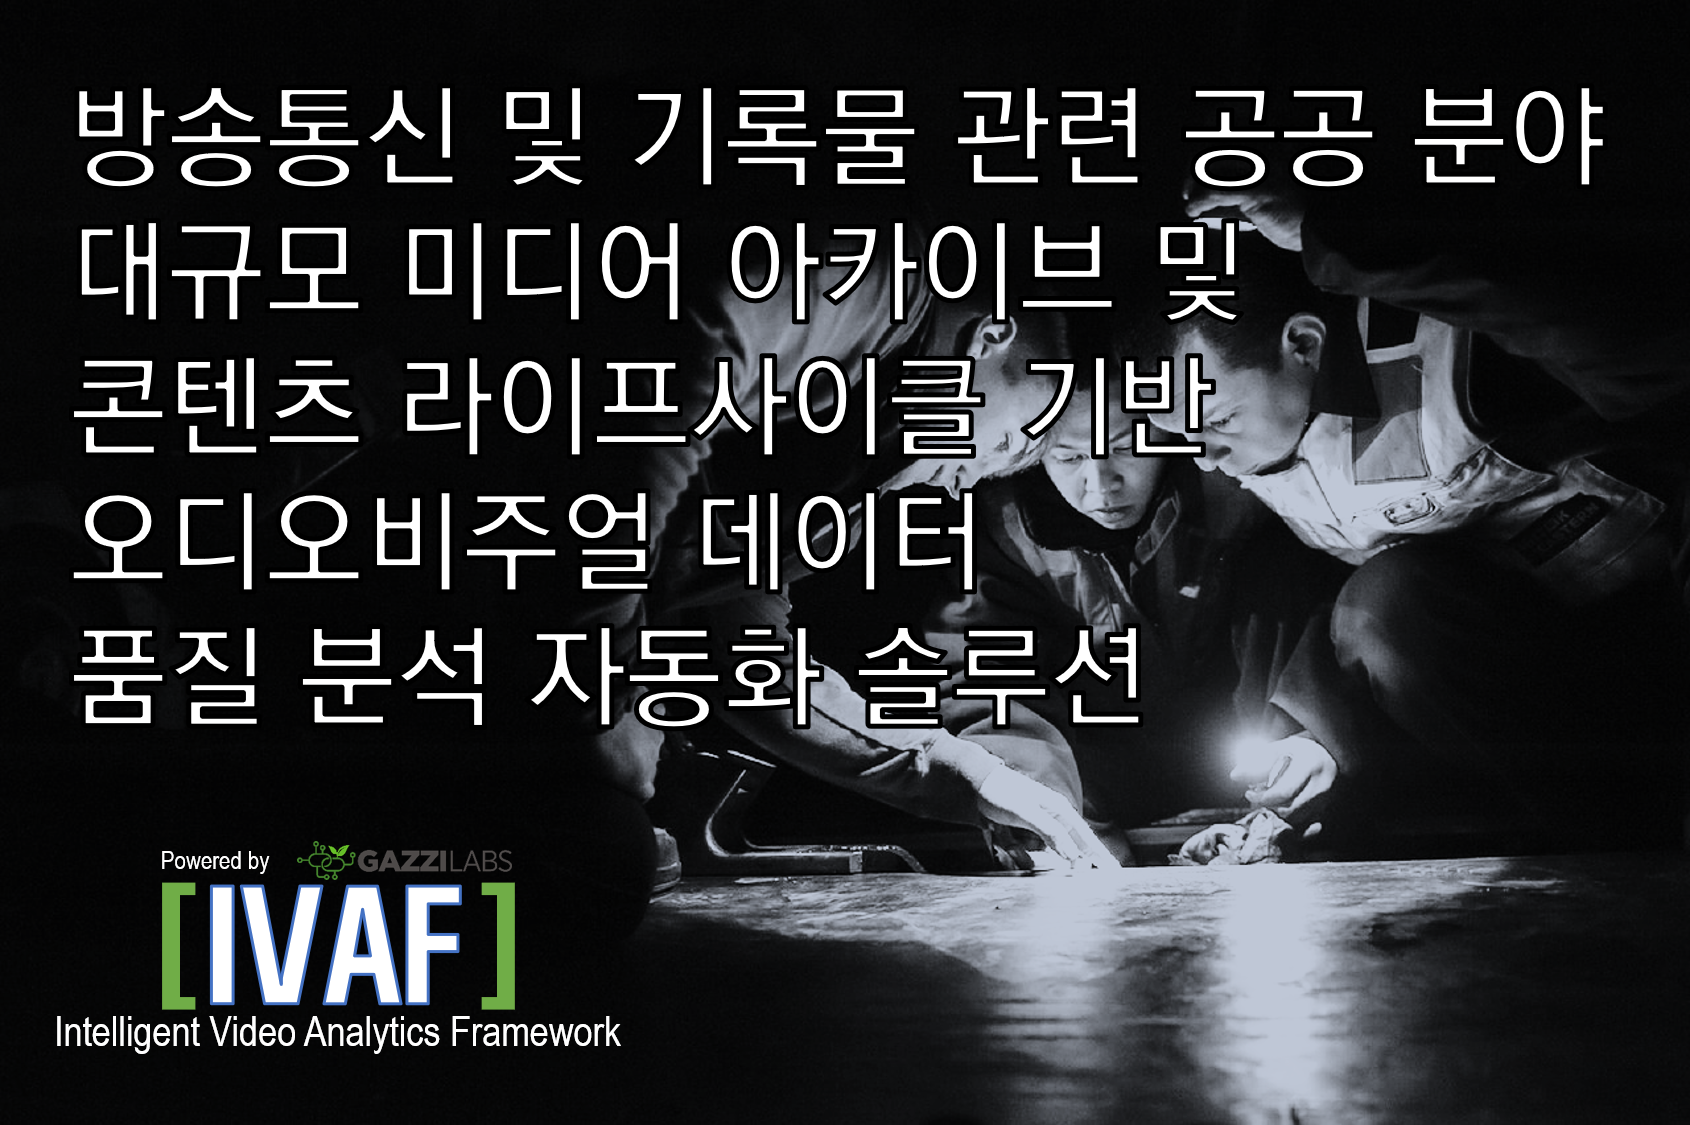 방송통신 및 기록물 관련 공공 분야
대규모 미디어 아카이브 및
콘텐츠 라이프사이클 기반
오디오비주얼 데이터
품질 분석 자동화 솔루션
Powered by GAZZILABS
[IVAF]
Intelligent Video Analytics Framework